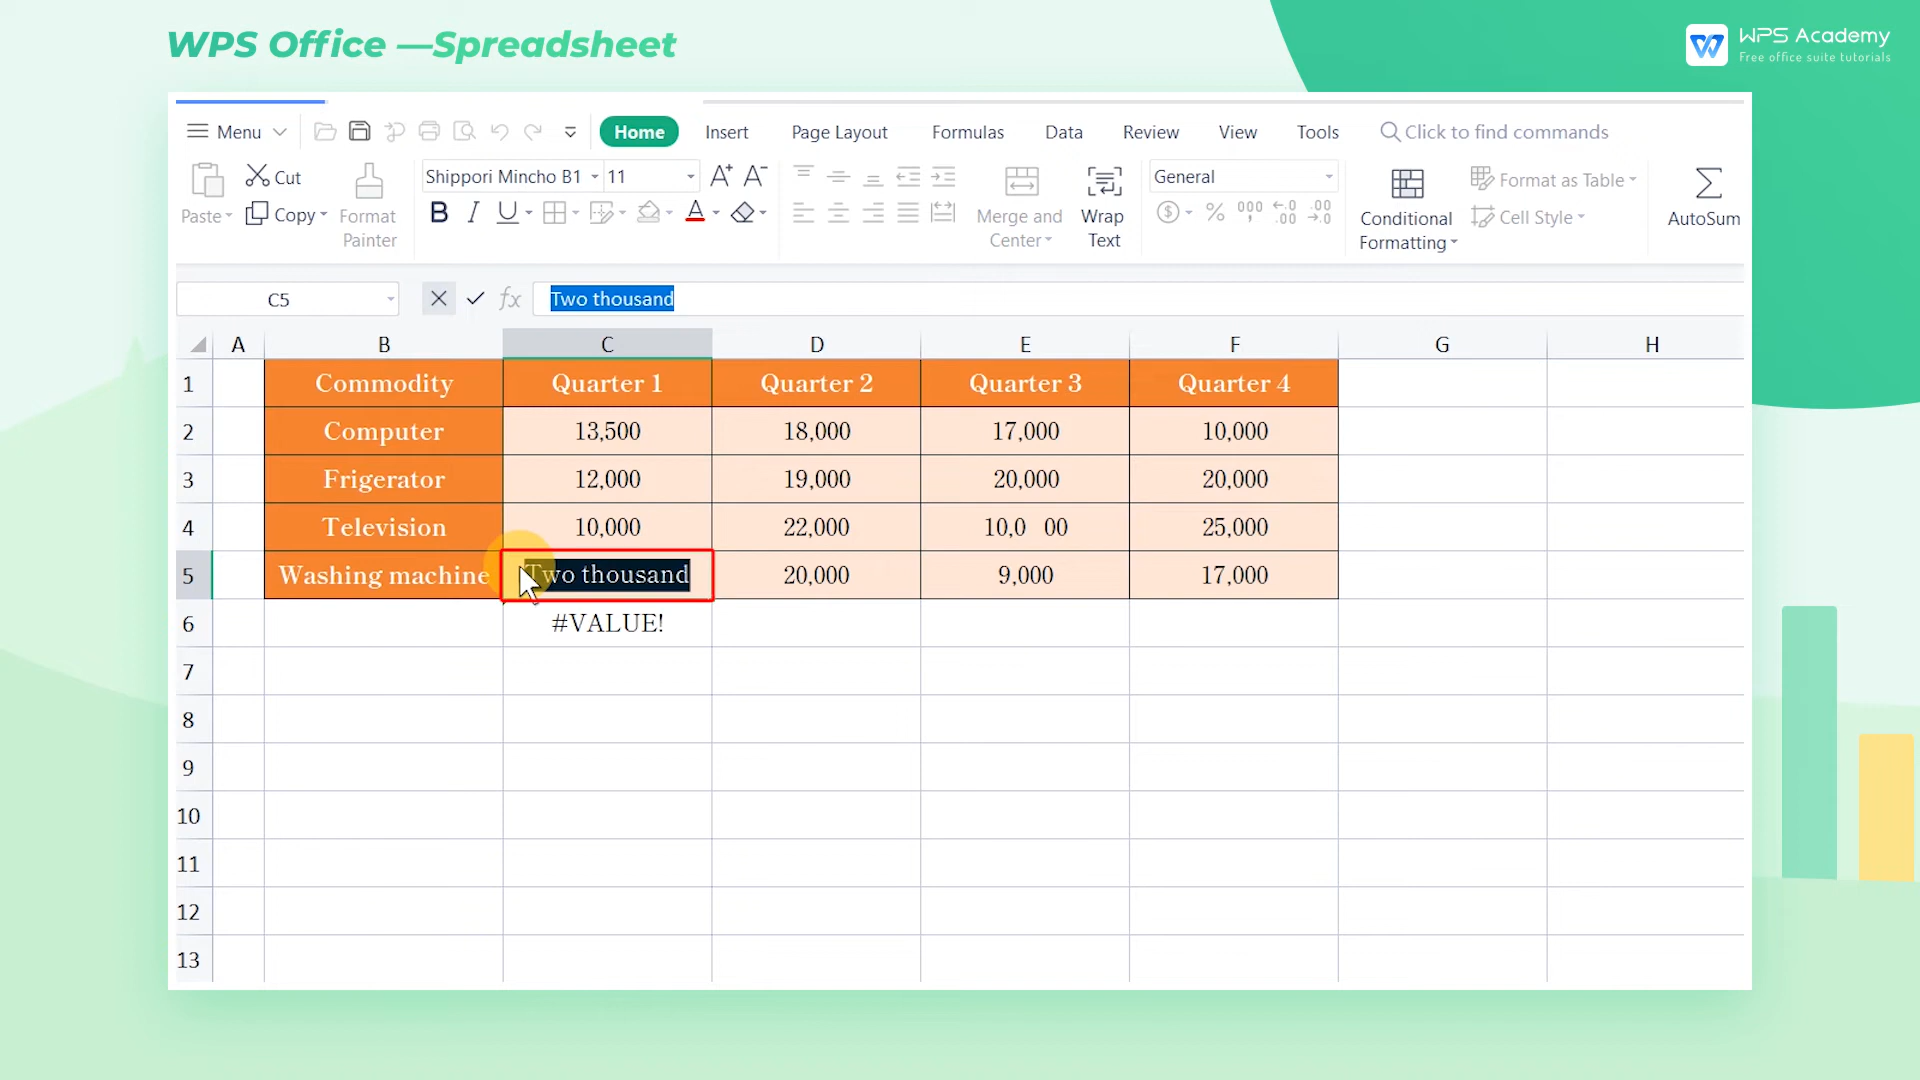 WPS Office —Spreadsheet
WPS Academy
Free office suite tutorials
Menu Home Insert Page Layout Formulas Data Review View Tools Click to find commands
Paste Cut Copy Format Painter Shippori Mincho B1 11 A+ A- B I U A Merge and Center Wrap Text General $ % 000 ←.0 .00 .00 →.0 Conditional Formatting Format as Table Cell Style AutoSum
C5 fx Two thousand
A B C D E F G H
1 Commodity Quarter 1 Quarter 2 Quarter 3 Quarter 4
2 Computer 13,500 18,000 17,000 10,000
3 Frigerator 12,000 19,000 20,000 20,000
4 Television 10,000 22,000 10,0 00 25,000
5 Washing machine Two thousand 20,000 9,000 17,000
6 #VALUE!
7
8
9
10
11
12
13